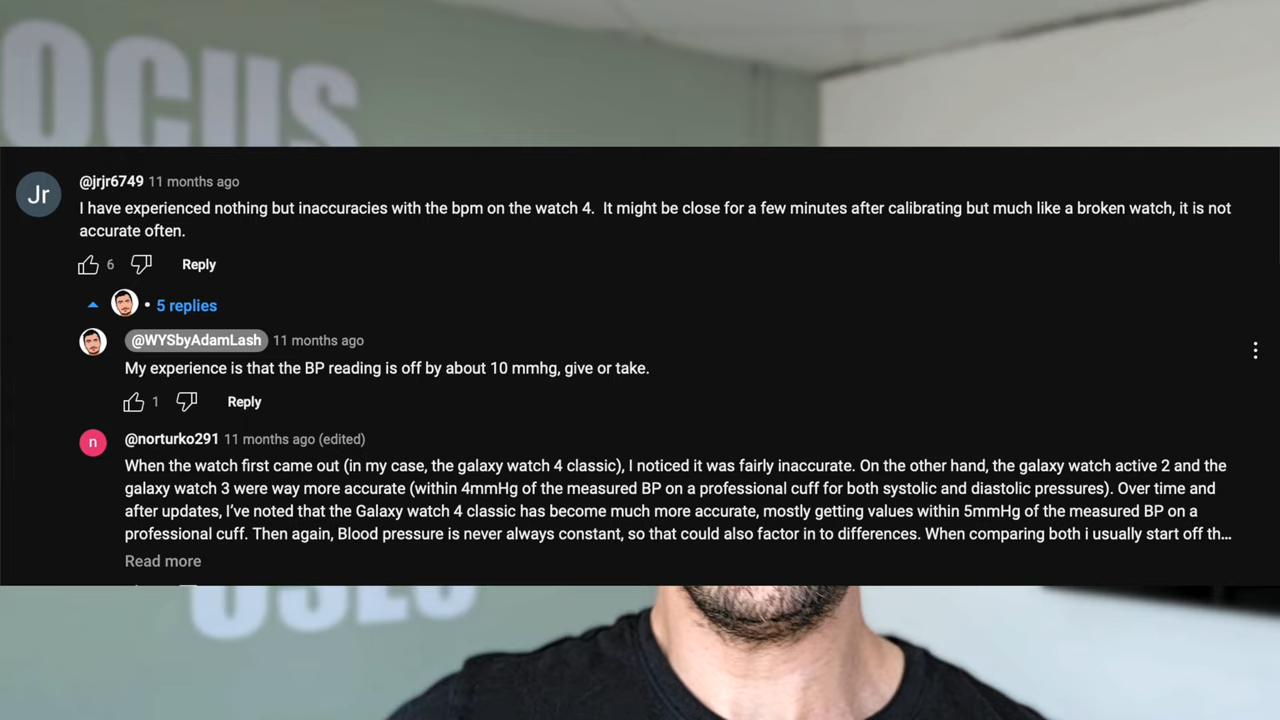 OCUS
Jr
@jrjr6749 11 months ago
I have experienced nothing but inaccuracies with the bpm on the watch 4.  It might be close for a few minutes after calibrating but much like a broken watch, it is not
accurate often.
6 Reply
• 5 replies
@WYSbyAdamLash 11 months ago
My experience is that the BP reading is off by about 10 mmhg, give or take.
1 Reply
n
@norturko291 11 months ago (edited)
When the watch first came out (in my case, the galaxy watch 4 classic), I noticed it was fairly inaccurate. On the other hand, the galaxy watch active 2 and the
galaxy watch 3 were way more accurate (within 4mmHg of the measured BP on a professional cuff for both systolic and diastolic pressures). Over time and
after updates, I’ve noted that the Galaxy watch 4 classic has become much more accurate, mostly getting values within 5mmHg of the measured BP on a
professional cuff. Then again, Blood pressure is never always constant, so that could also factor in to differences. When comparing both i usually start off th...
Read more